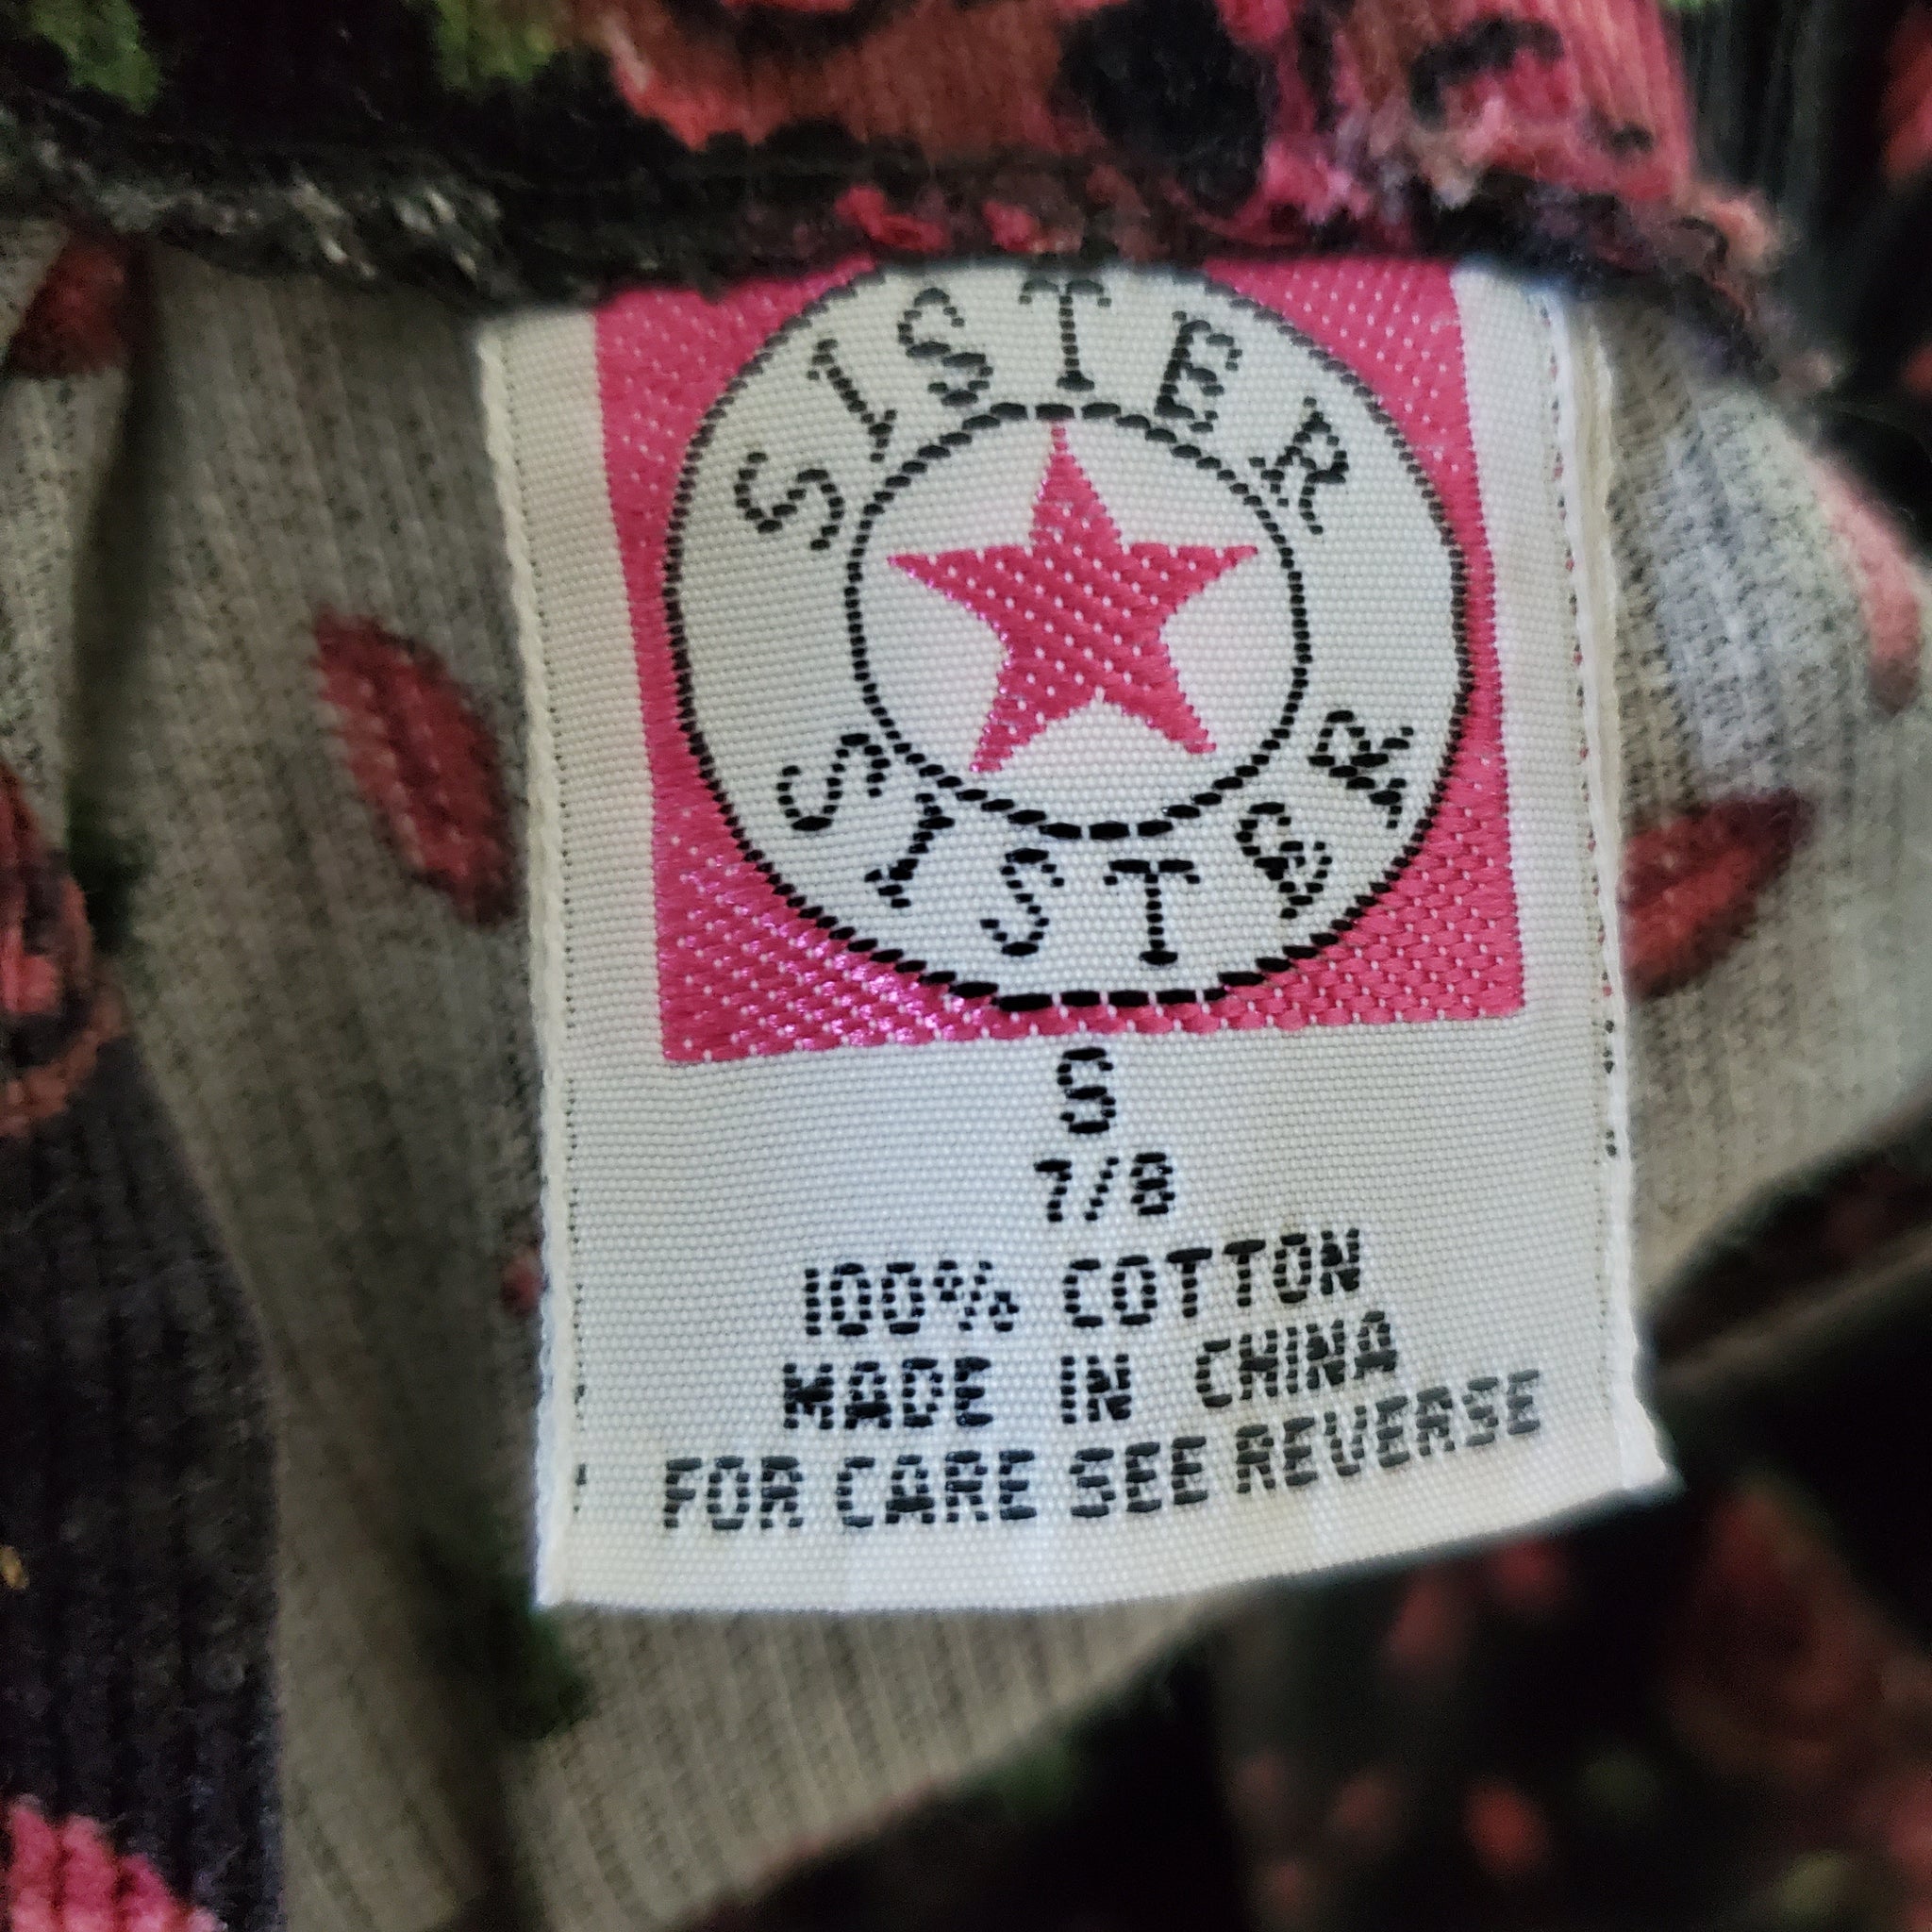 SISTER
SISTER
S
7/8
100% COTTON
MADE IN CHINA
FOR CARE SEE REVERSE